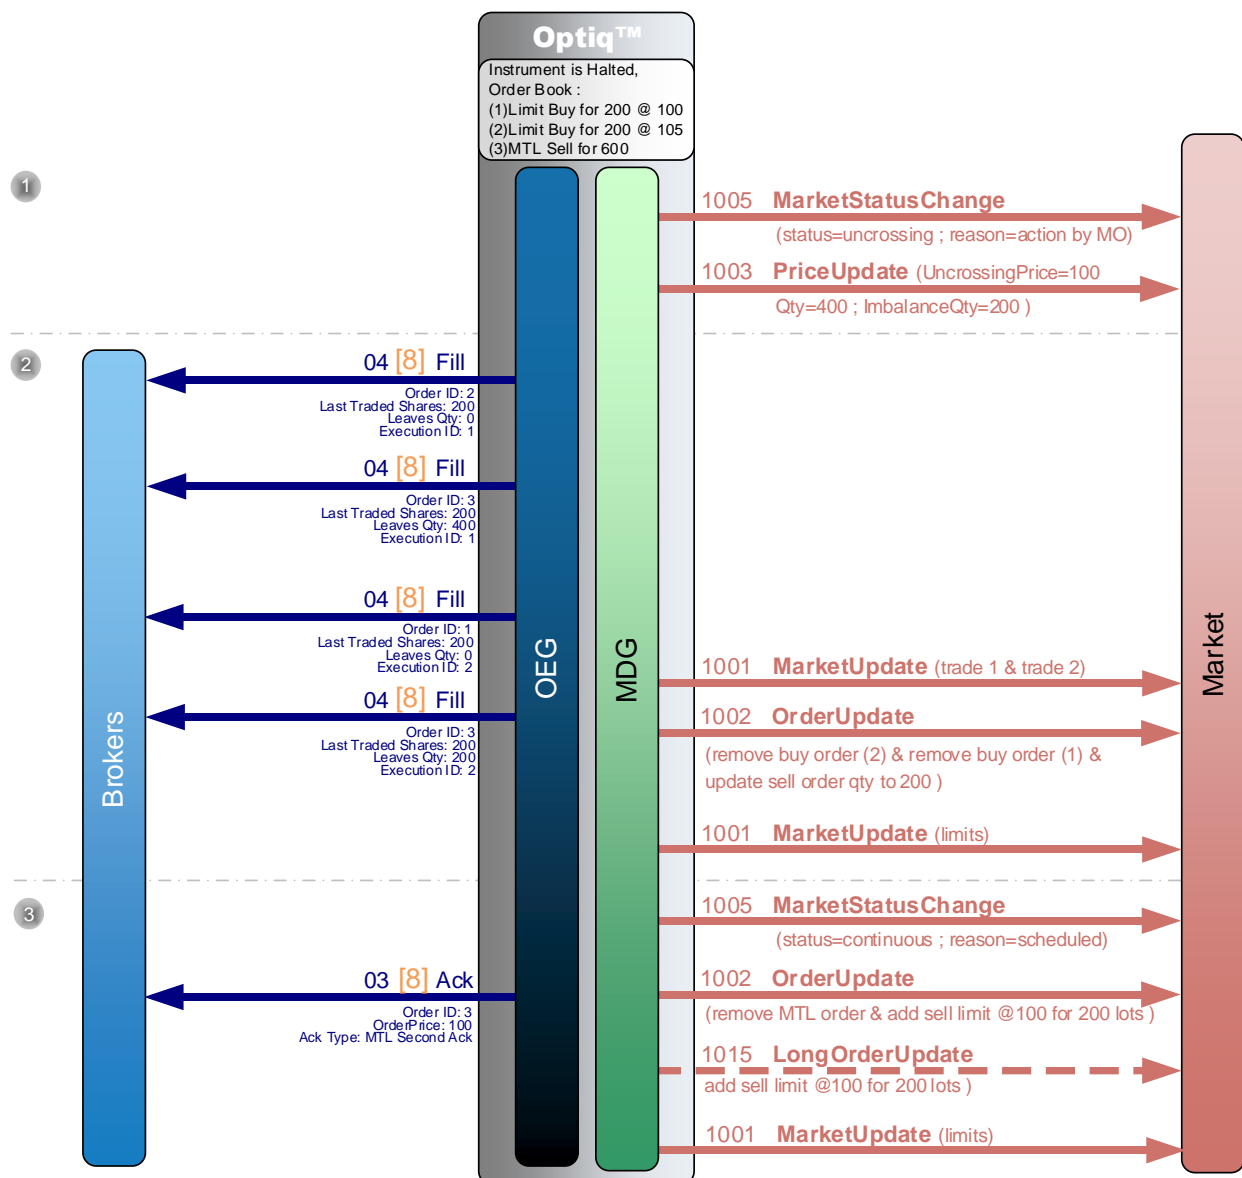 Optiq™
Instrument is Halted,
Order Book :
(1)Limit Buy for 200 @ 100
(2)Limit Buy for 200 @ 105
(3)MTL Sell for 600
1
1005 MarketStatusChange
(status=uncrossing ; reason=action by MO)
1003 PriceUpdate (UncrossingPrice=100
Qty=400 ; ImbalanceQty=200 )
2
04 [8] Fill
Order ID: 2
Last Traded Shares: 200
Leaves Qty: 0
Execution ID: 1
04 [8] Fill
Order ID: 3
Last Traded Shares: 200
Leaves Qty: 400
Execution ID: 1
04 [8] Fill
Order ID: 1
Last Traded Shares: 200
Leaves Qty: 0
Execution ID: 2
04 [8] Fill
Order ID: 3
Last Traded Shares: 200
Leaves Qty: 200
Execution ID: 2
Brokers
OEG
MDG
Market
1001 MarketUpdate (trade 1 & trade 2)
1002 OrderUpdate
(remove buy order (2) & remove buy order (1) &
update sell order qty to 200 )
1001 MarketUpdate (limits)
3
1005 MarketStatusChange
(status=continuous ; reason=scheduled)
03 [8] Ack
Order ID: 3
OrderPrice: 100
Ack Type: MTL Second Ack
1002 OrderUpdate
(remove MTL order & add sell limit @100 for 200 lots )
1015 LongOrderUpdate
add sell limit @100 for 200 lots )
1001 MarketUpdate (limits)